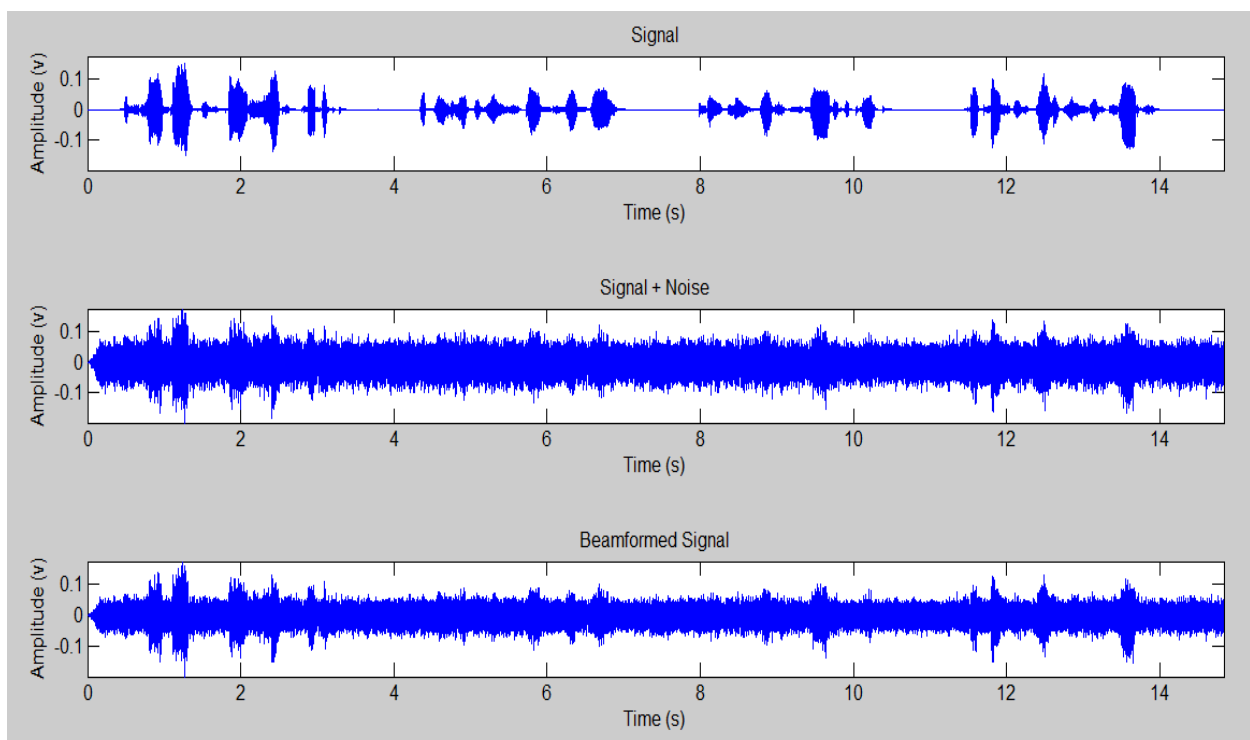 Signal
Amplitude (v)
0.1
0
-0.1
0 2 4 6 8 10 12 14
Time (s)
Signal + Noise
Amplitude (v)
0.1
0
-0.1
0 2 4 6 8 10 12 14
Time (s)
Beamformed Signal
Amplitude (v)
0.1
0
-0.1
0 2 4 6 8 10 12 14
Time (s)